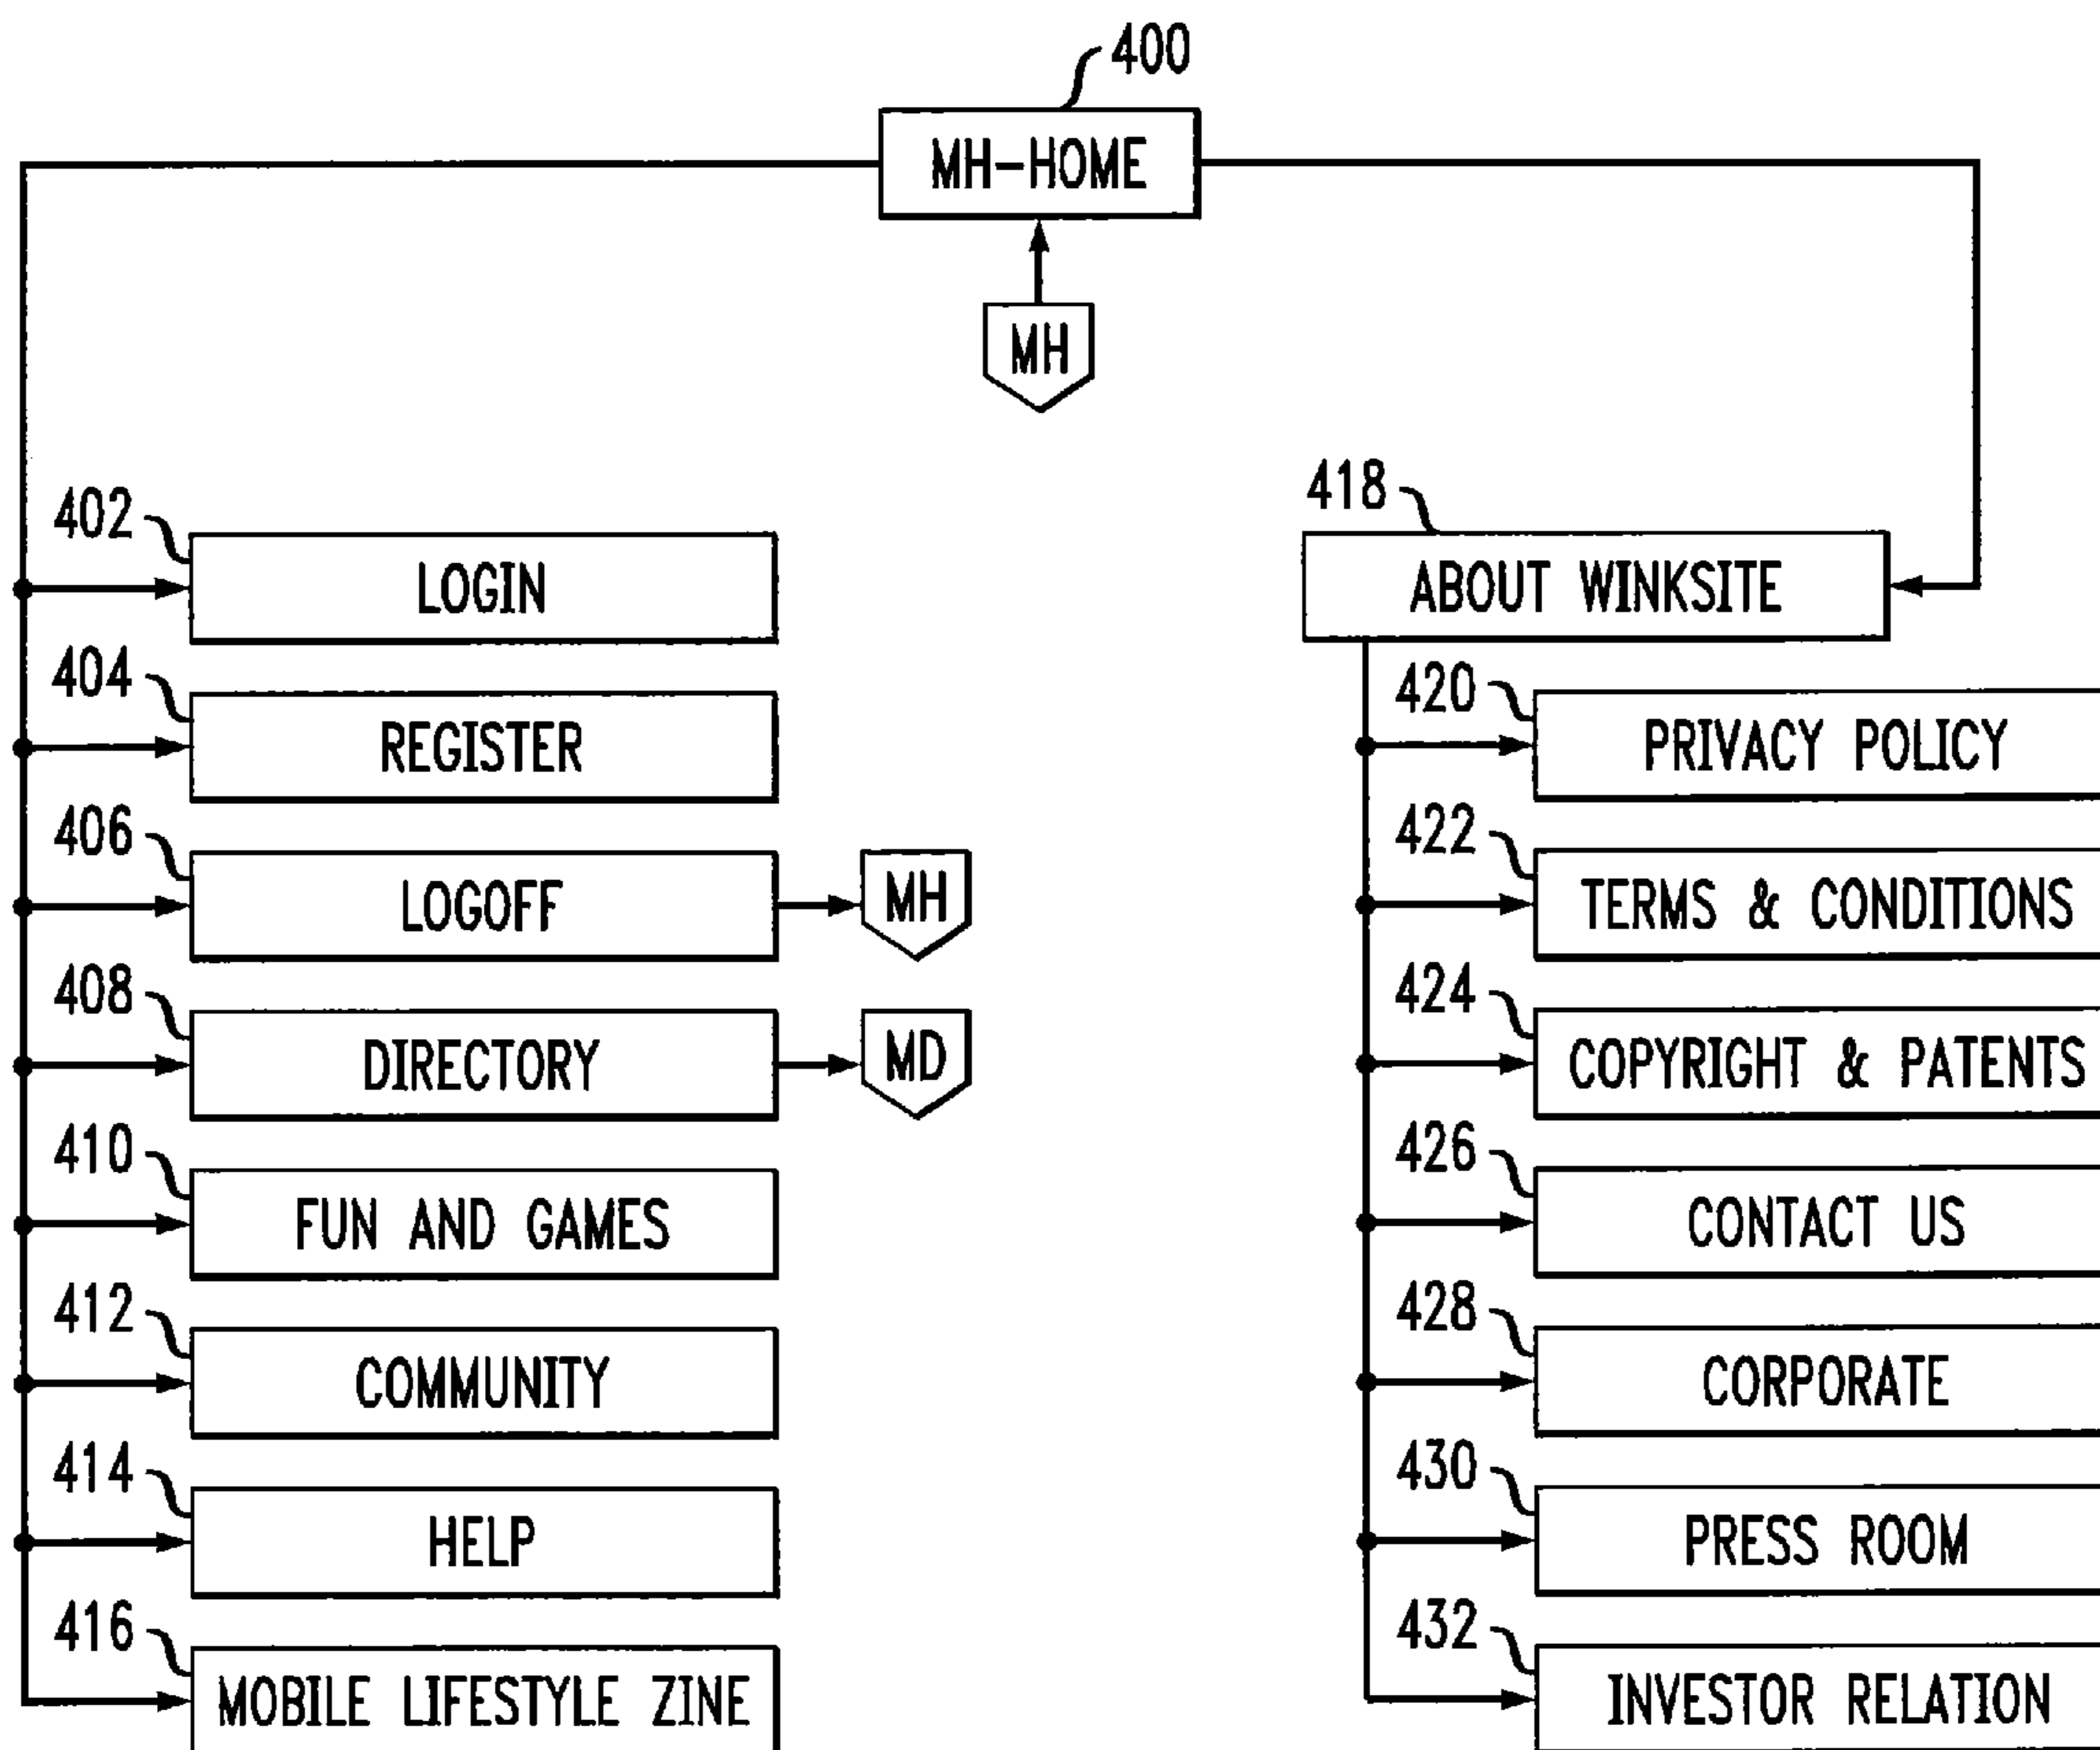 400
MH-HOME
MH
402
LOGIN
404
REGISTER
406
LOGOFF
MH
408
DIRECTORY
MD
410
FUN AND GAMES
412
COMMUNITY
414
HELP
416
MOBILE LIFESTYLE ZINE
418
ABOUT WINKSITE
420
PRIVACY POLICY
422
TERMS & CONDITIONS
424
COPYRIGHT & PATENTS
426
CONTACT US
428
CORPORATE
430
PRESS ROOM
432
INVESTOR RELATION